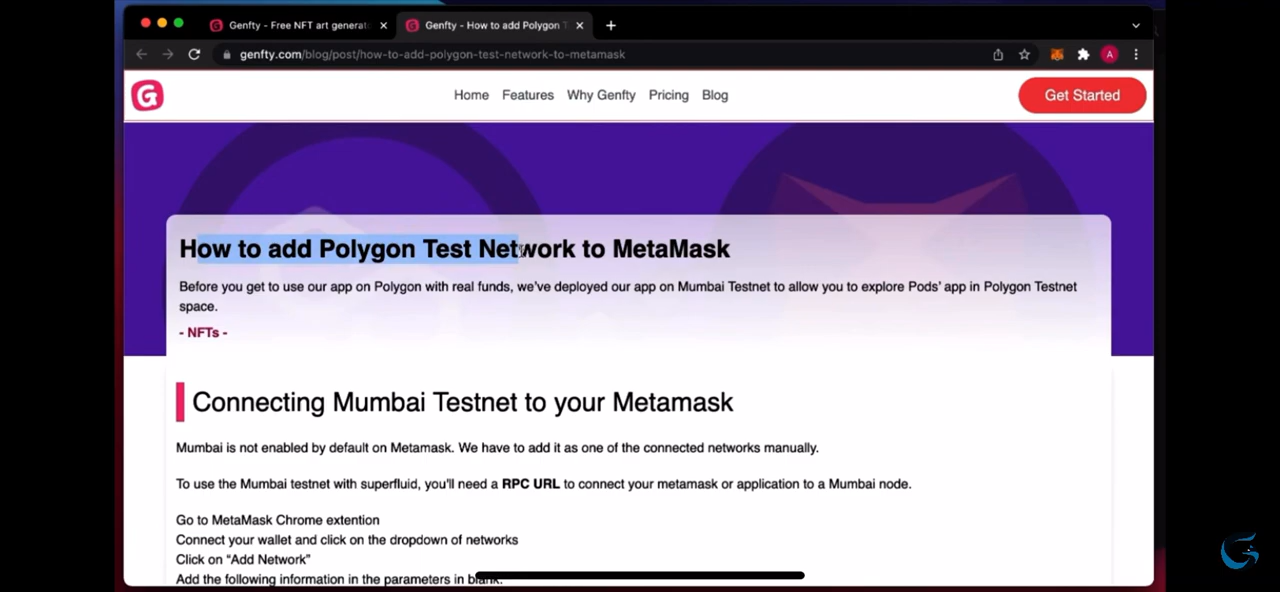 Genfty - Free NFT art generat
Genfty - How to add Polygon T
genfty.com/blog/post/how-to-add-polygon-test-network-to-metamask
A
G
Home Features Why Genfty Pricing Blog
Get Started
How to add Polygon Test Network to MetaMask
Before you get to use our app on Polygon with real funds, we've deployed our app on Mumbai Testnet to allow you to explore Pods' app in Polygon Testnet
space.
- NFTs -
Connecting Mumbai Testnet to your Metamask
Mumbai is not enabled by default on Metamask. We have to add it as one of the connected networks manually.
To use the Mumbai testnet with superfluid, you'll need a RPC URL to connect your metamask or application to a Mumbai node.
Go to MetaMask Chrome extention
Connect your wallet and click on the dropdown of networks
Click on “Add Network”
Add the following information in the parameters in blank: